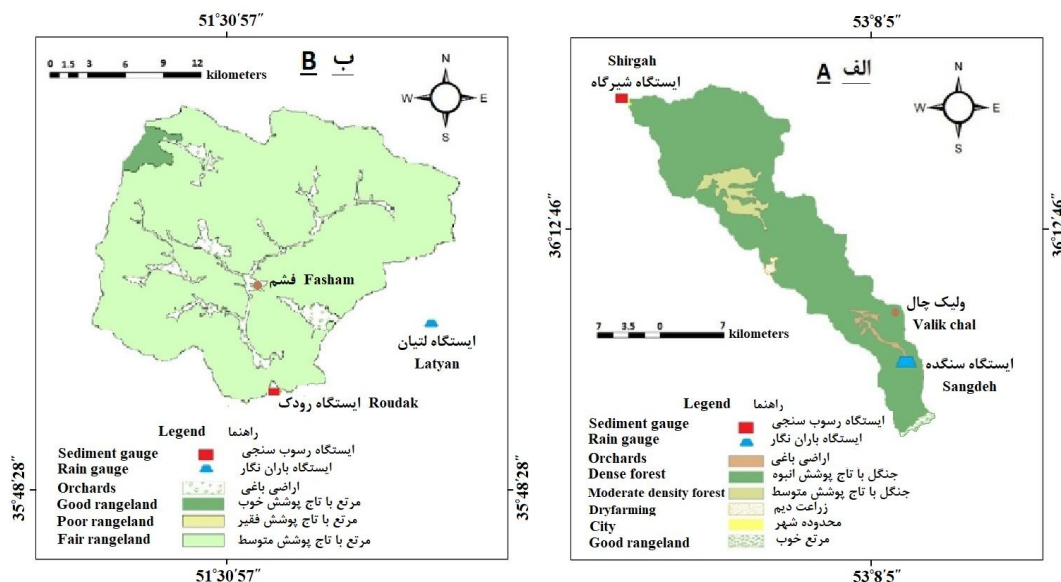 51°30′57″
B ب
0 1.5 3 6 9 12 kilometers
N
W E
S
فشم Fasham
ایستگاه لتیان
Latyan
ایستگاه رودک Roudak
Legend راهنما
Sediment gauge ایستگاه رسوب سنجی
Rain gauge ایستگاه باران نگار
Orchards اراضی باغی
Good rangeland مرتع با تاج پوشش خوب
Poor rangeland مرتع با تاج پوشش فقیر
Fair rangeland مرتع با تاج پوشش متوسط
35°48′28″
51°30′57″
53°8′5″
A الف
Shirgah
ایستگاه شیرگاه
N
W E
S
36°12′46″
36°12′46″
ولیک چال
Valik chal
7 3.5 0 7
kilometers
ایستگاه سنگده
Sangdeh
Legend راهنما
Sediment gauge ایستگاه رسوب سنجی
Rain gauge ایستگاه باران نگار
Orchards اراضی باغی
Dense forest جنگل با تاج پوشش انبوه
Moderate density forest جنگل با تاج پوشش متوسط
Dryfarming زراعت دیم
City محدوده شهر
Good rangeland مرتع خوب
35°48′28″
53°8′5″